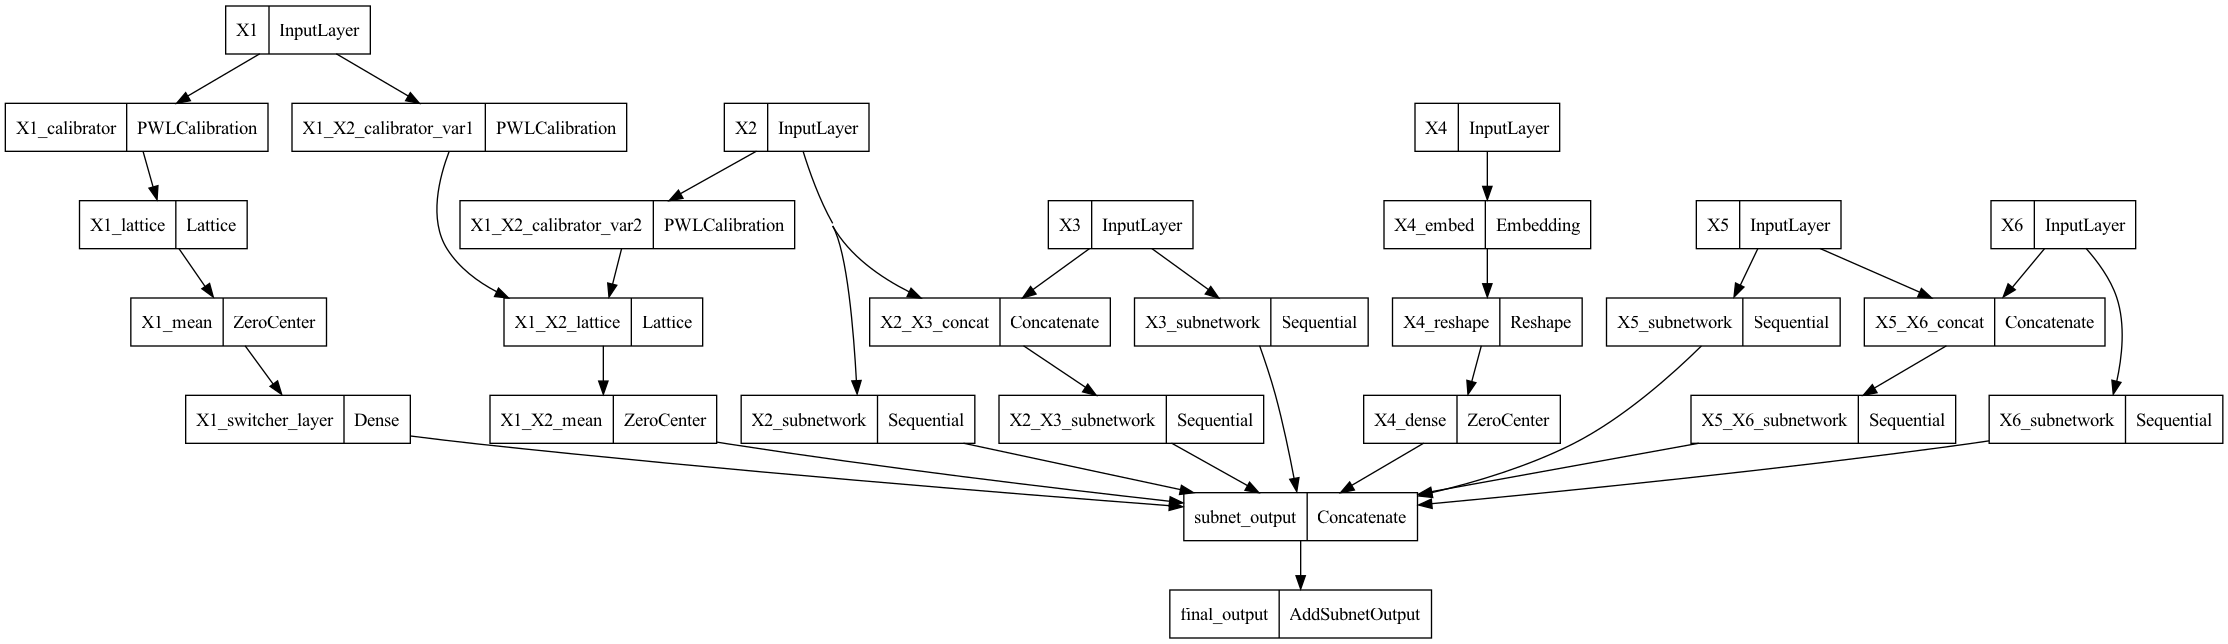 X1 InputLayer
X1_calibrator PWLCalibration
X1_X2_calibrator_var1 PWLCalibration
X2 InputLayer
X4 InputLayer
X1_lattice Lattice
X1_X2_calibrator_var2 PWLCalibration
X3 InputLayer
X4_embed Embedding
X5 InputLayer
X6 InputLayer
X1_mean ZeroCenter
X1_X2_lattice Lattice
X2_X3_concat Concatenate
X3_subnetwork Sequential
X4_reshape Reshape
X5_subnetwork Sequential
X5_X6_concat Concatenate
X1_switcher_layer Dense
X1_X2_mean ZeroCenter
X2_subnetwork Sequential
X2_X3_subnetwork Sequential
X4_dense ZeroCenter
X5_X6_subnetwork Sequential
X6_subnetwork Sequential
subnet_output Concatenate
final_output AddSubnetOutput